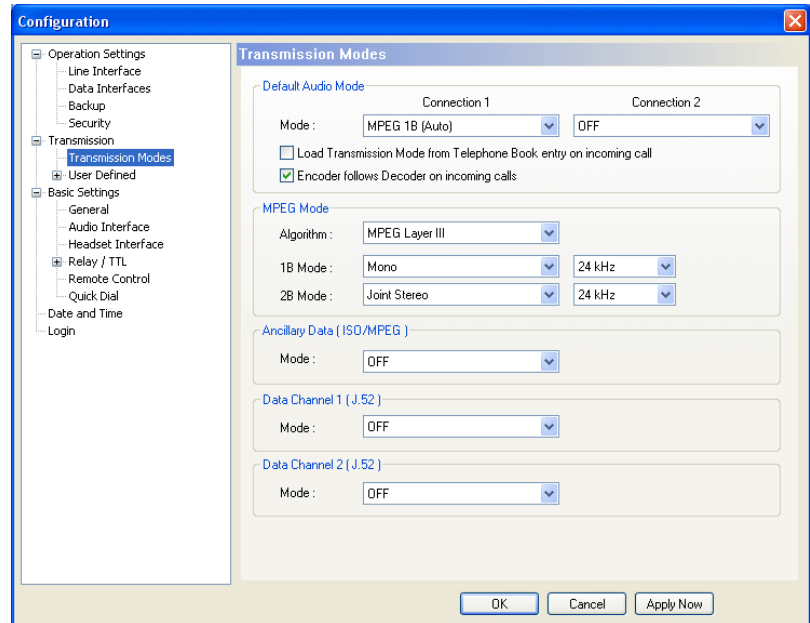 Configuration
Operation Settings
Line Interface
Data Interfaces
Backup
Security
Transmission
Transmission Modes
User Defined
Basic Settings
General
Audio Interface
Headset Interface
Relay / TTL
Remote Control
Quick Dial
Date and Time
Login
Transmission Modes
Default Audio Mode
Connection 1 Connection 2
Mode : MPEG 1B (Auto) OFF
Load Transmission Mode from Telephone Book entry on incoming call
Encoder follows Decoder on incoming calls
MPEG Mode
Algorithm : MPEG Layer III
1B Mode : Mono 24 kHz
2B Mode : Joint Stereo 24 kHz
Ancillary Data ( ISO/MPEG )
Mode : OFF
Data Channel 1 ( J.52 )
Mode : OFF
Data Channel 2 ( J.52 )
Mode : OFF
OK Cancel Apply Now